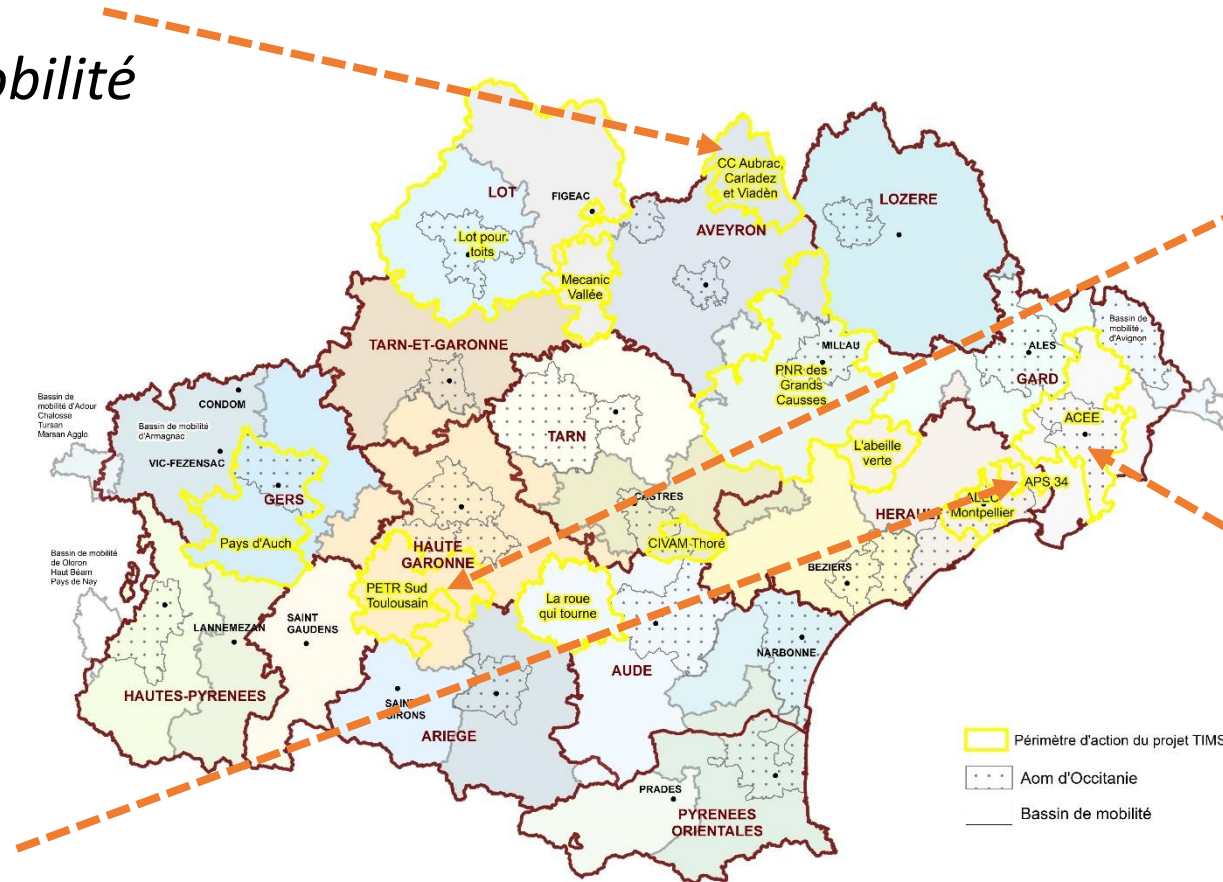 obilité
CC Aubrac,
Carladez
et Viadèn
LOT
FIGEAC
LOZERE
AVEYRON
Lot pour
toits
Mecanic
Vallée
TARN-ET-GARONNE
MILLAU
ALES
Bassin de
mobilité
d'Avignon
GARD
PNR des
Grands
Causses
Bassin de
mobilité d'Adour
Chalosse
Tursan
Marsan Agglo
CONDOM
Bassin de mobilité
d'Armagnac
VIC-FEZENSAC
TARN
ACEE
L'abeille
verte
GERS
CASTRES
APS 34
ALEC
Montpellier
HERAULT
Pays d'Auch
HAUTE
GARONNE
CIVAM Thoré
Bassin de mobilité
de Oloron
Haut Béarn
Pays de Nay
BEZIERS
PETR Sud
Toulousain
La roue
qui tourne
LANNEMEZAN
SAINT
GAUDENS
NARBONNE
AUDE
HAUTES-PYRENEES
SAINT
GIRONS
ARIEGE
Périmètre d'action du projet TIMS
Aom d'Occitanie
Bassin de mobilité
PRADES
PYRENEES
ORIENTALES